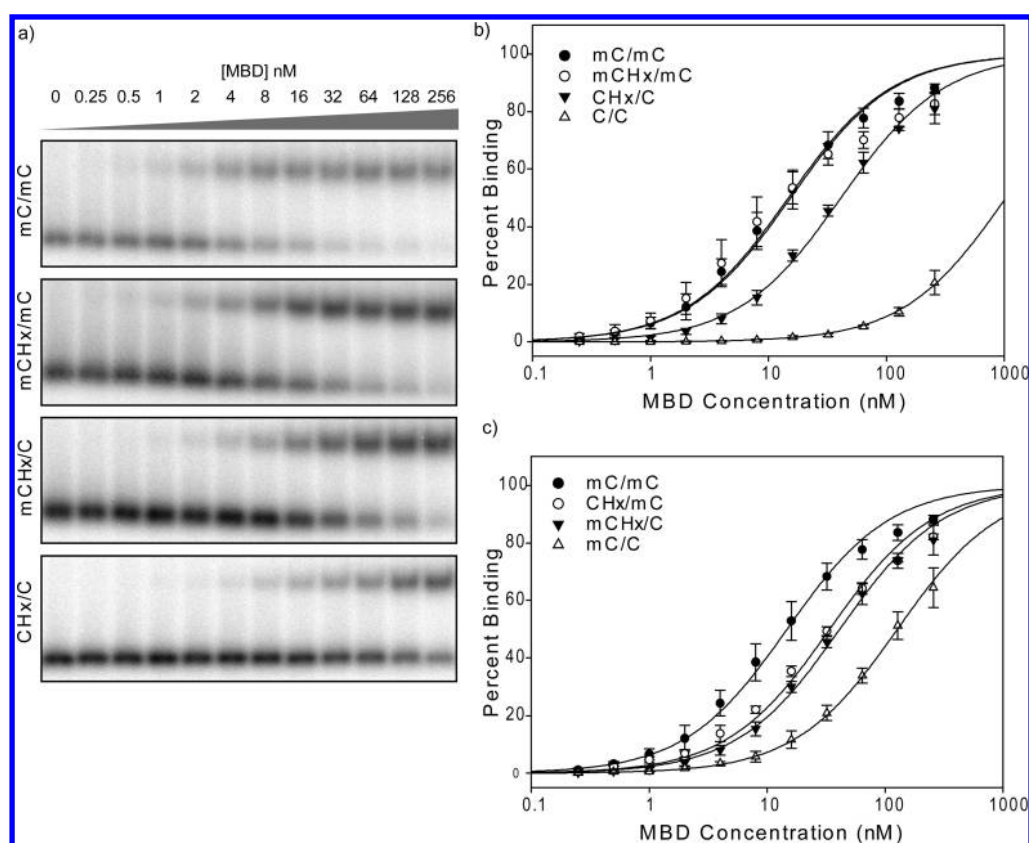 a)
[MBD] nM
0 0.25 0.5 1 2 4 8 16 32 64 128 256
mC/mC
mCHx/mC
mCHx/C
CHx/C
b)
100
80
60
40
20
0
Percent Binding
mC/mC
mCHx/mC
CHx/C
C/C
0.1 1 10 100 1000
MBD Concentration (nM)
c)
100
80
60
40
20
0
Percent Binding
mC/mC
CHx/mC
mCHx/C
mC/C
0.1 1 10 100 1000
MBD Concentration (nM)